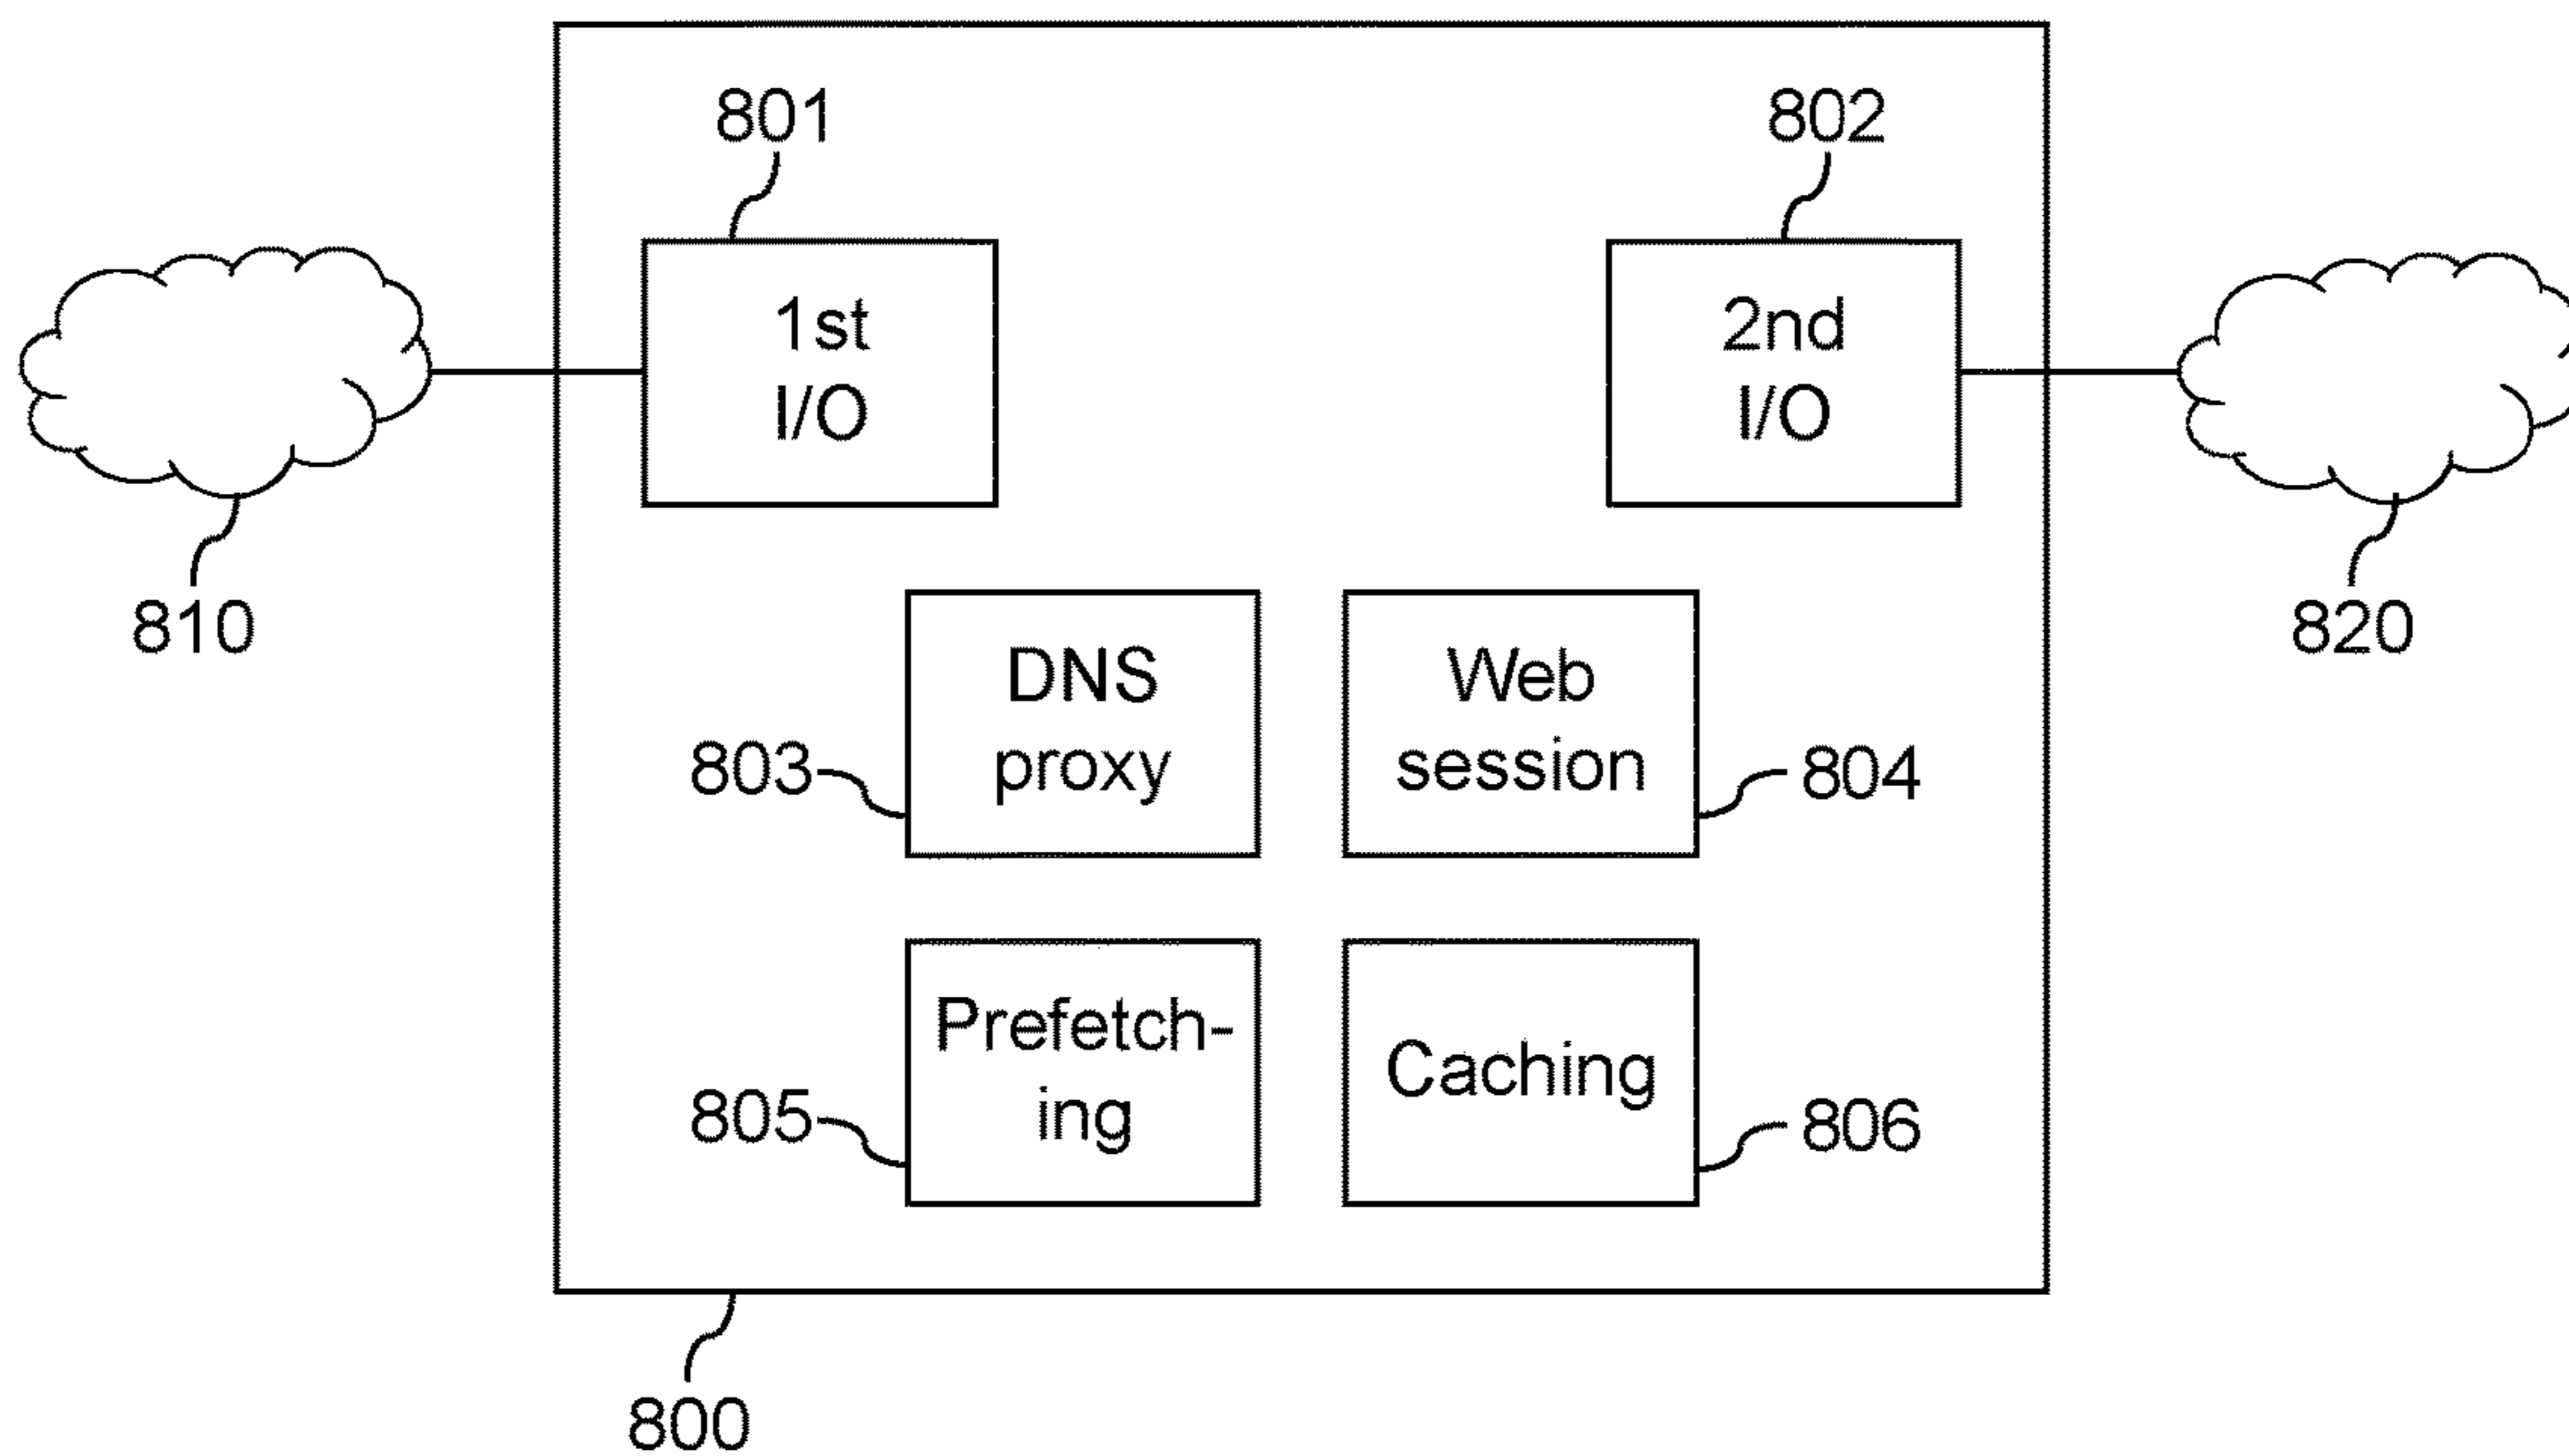 801
802
1st
I/O
2nd
I/O
810
820
DNS
proxy
Web
session
803
804
Prefetch-
ing
Caching
805
806
800